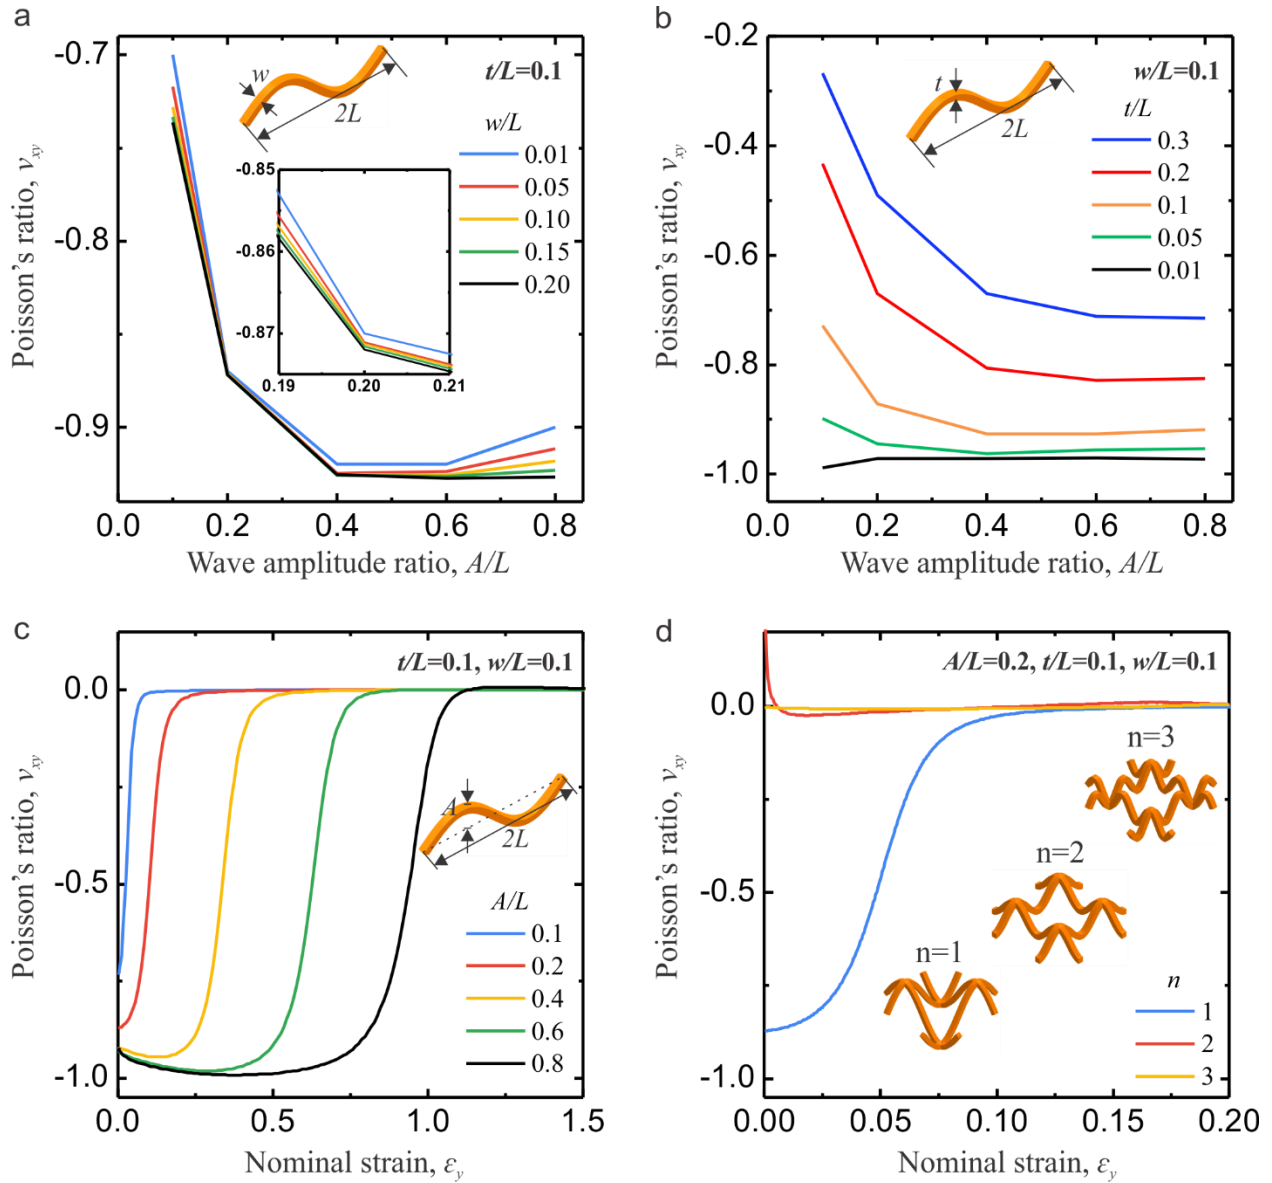 a
-0.7
-0.8
-0.9
0.0
0.2
0.4
0.6
0.8
Poisson's ratio, νxy
Wave amplitude ratio, A/L
t/L=0.1
w
2L
w/L
0.01
0.05
0.10
0.15
0.20
-0.85
-0.86
-0.87
0.19
0.20
0.21
b
-0.2
-0.4
-0.6
-0.8
-1.0
0.0
0.2
0.4
0.6
0.8
Poisson's ratio, νxy
Wave amplitude ratio, A/L
w/L=0.1
t
2L
t/L
0.3
0.2
0.1
0.05
0.01
c
0.0
-0.5
-1.0
0.0
0.5
1.0
1.5
Poisson's ratio, νxy
Nominal strain, εy
t/L=0.1, w/L=0.1
A
2L
A/L
0.1
0.2
0.4
0.6
0.8
d
0.0
-0.5
-1.0
0.00
0.05
0.10
0.15
0.20
Poisson's ratio, νxy
Nominal strain, εy
A/L=0.2, t/L=0.1, w/L=0.1
n=3
n=2
n=1
n
1
2
3